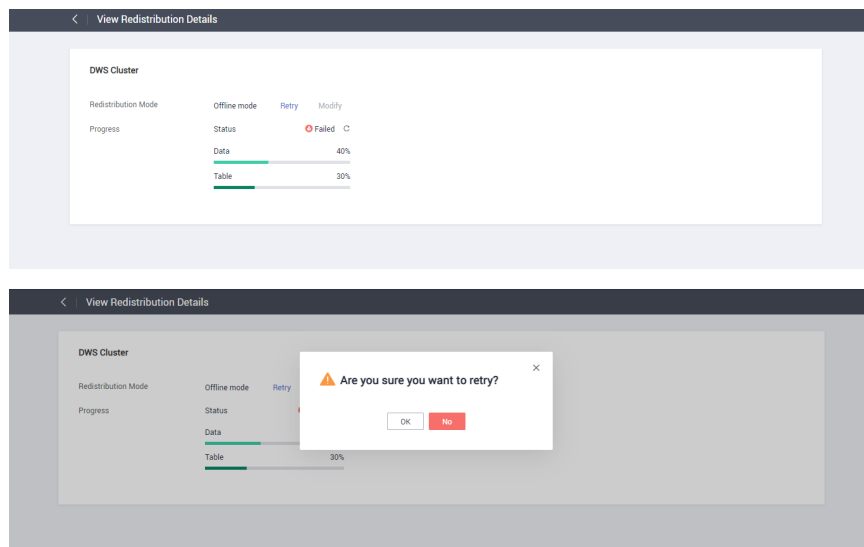 View Redistribution Details
DWS Cluster
Redistribution Mode Offline mode Retry Modify
Progress Status Failed
Data 40%
Table 30%
View Redistribution Details
DWS Cluster
Redistribution Mode Offline mode Retry
Are you sure you want to retry?
Progress Status
OK No
Data
Table 30%